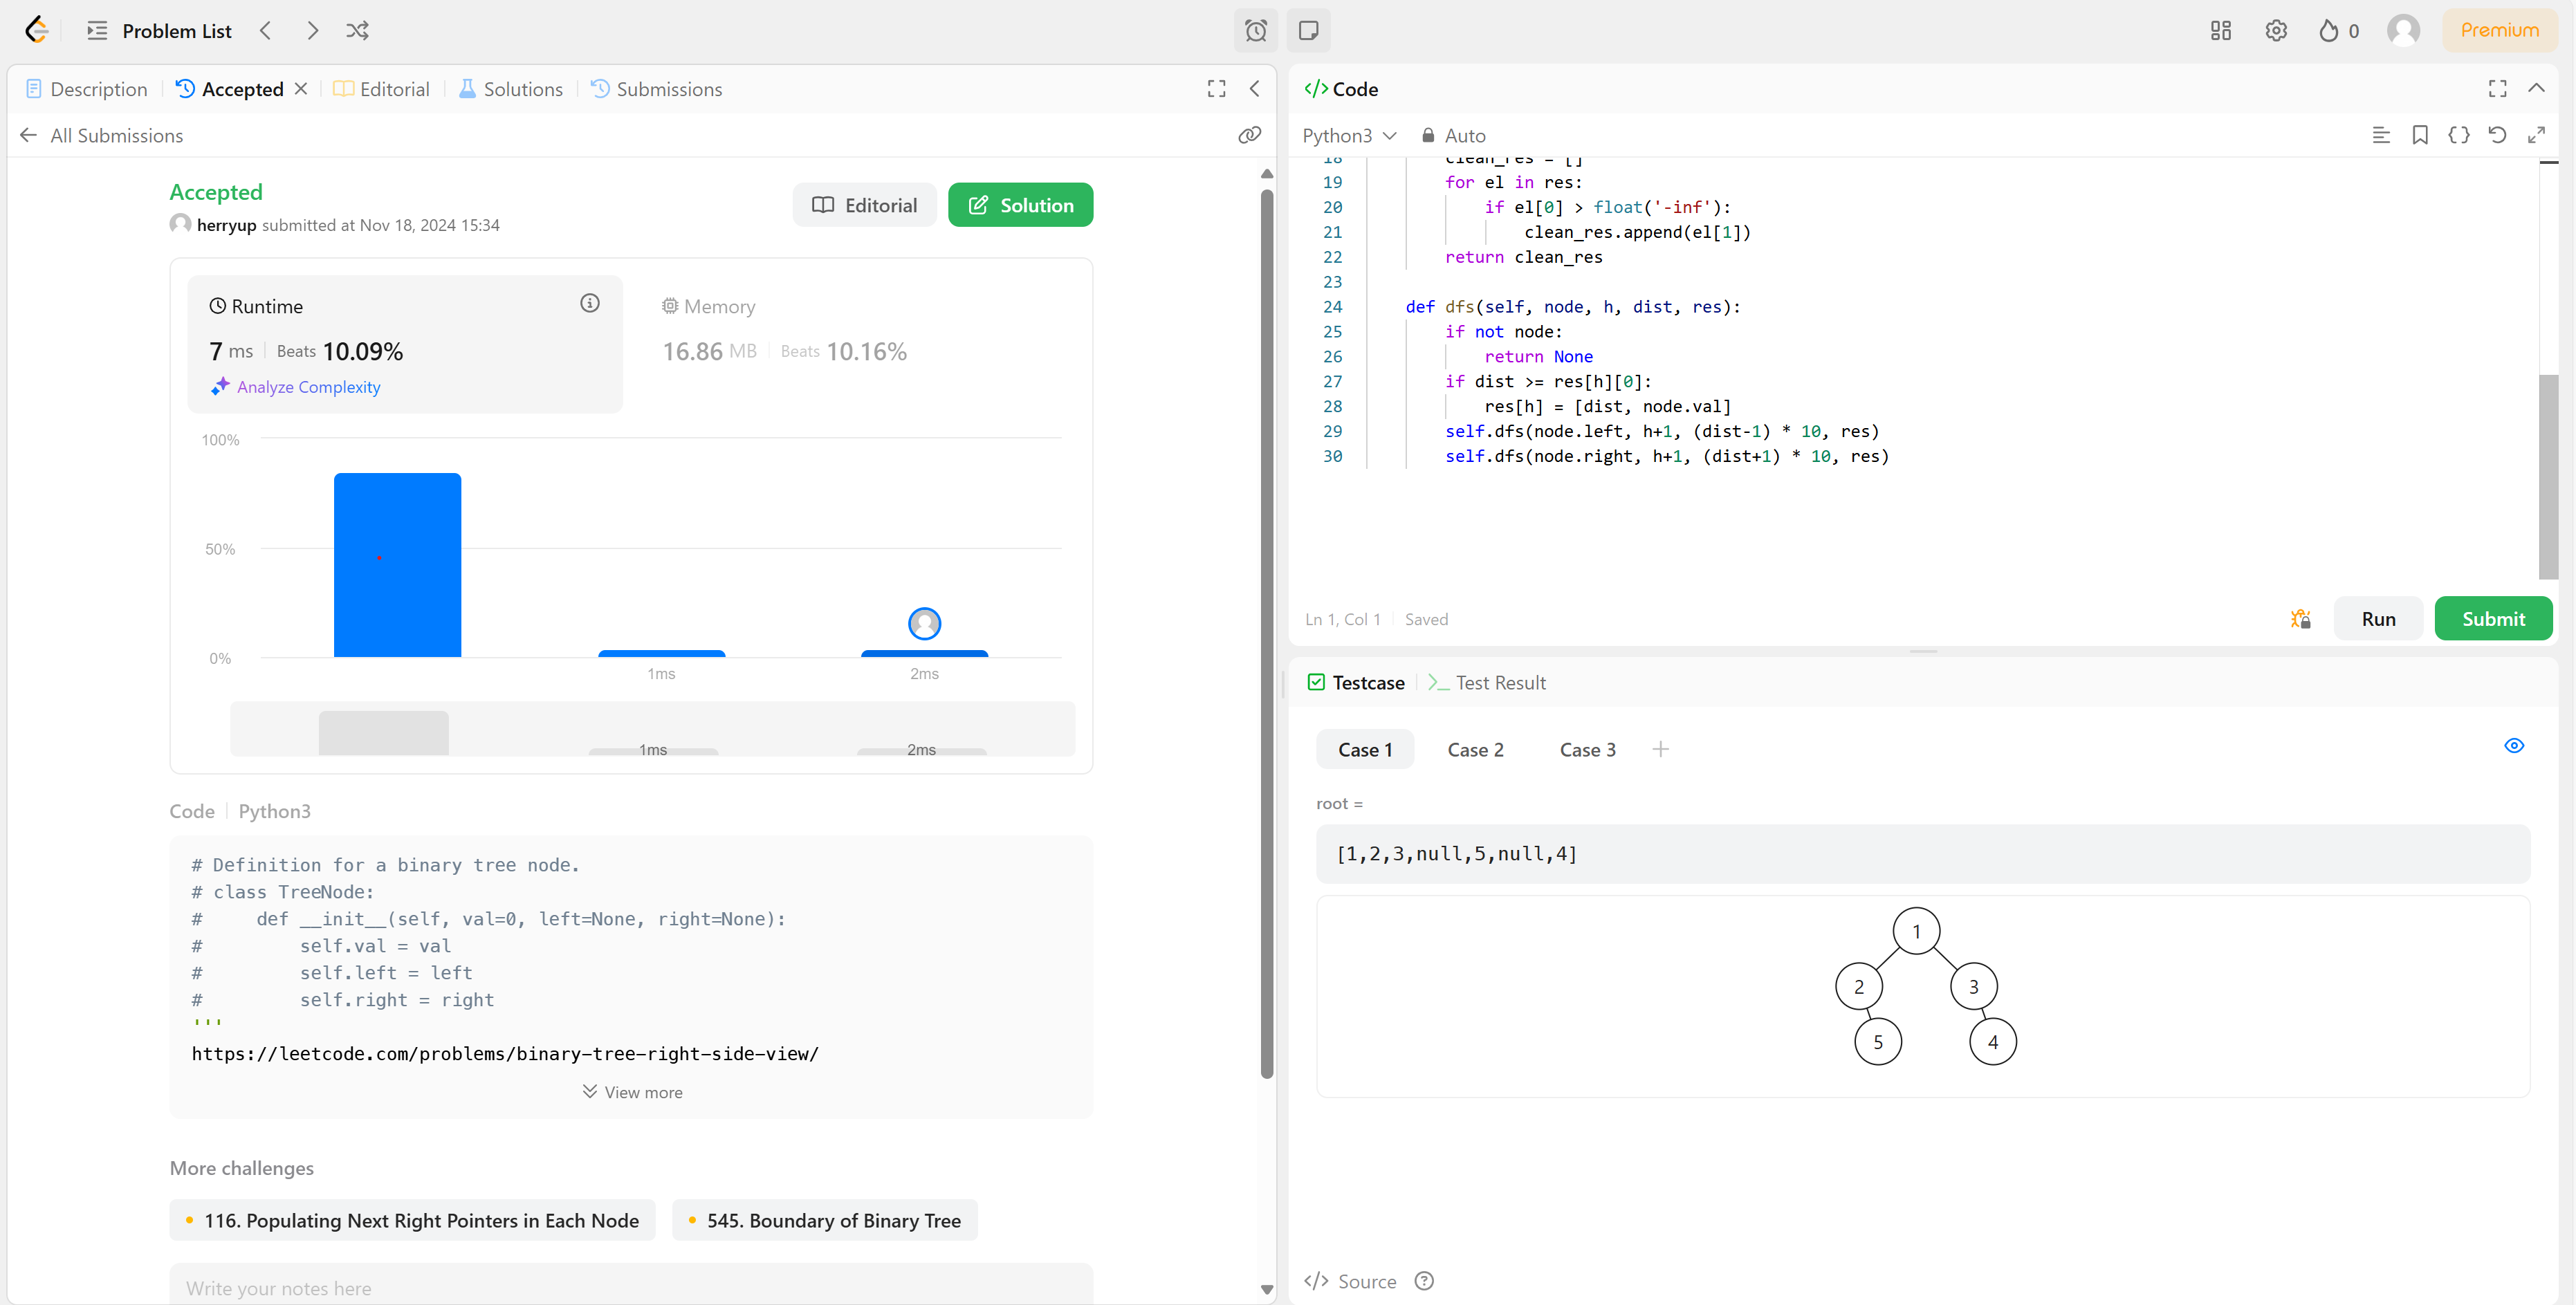 Problem List
0
Premium
Description
Accepted
Editorial
Solutions
Submissions
All Submissions
Accepted
herryup submitted at Nov 18, 2024 15:34
Editorial
Solution
Runtime
7 ms Beats 10.09%
Analyze Complexity
Memory
16.86 MB Beats 10.16%
100%
50%
0%
1ms
2ms
1ms
2ms
Code Python3
# Definition for a binary tree node.
# class TreeNode:
#     def __init__(self, val=0, left=None, right=None):
#         self.val = val
#         self.left = left
#         self.right = right
'''
https://leetcode.com/problems/binary-tree-right-side-view/
View more
More challenges
116. Populating Next Right Pointers in Each Node
545. Boundary of Binary Tree
Write your notes here
</> Code
Python3
Auto
18 clean_res = []
19 for el in res:
20 if el[0] > float('-inf'):
21 clean_res.append(el[1])
22 return clean_res
23
24 def dfs(self, node, h, dist, res):
25 if not node:
26 return None
27 if dist >= res[h][0]:
28 res[h] = [dist, node.val]
29 self.dfs(node.left, h+1, (dist-1) * 10, res)
30 self.dfs(node.right, h+1, (dist+1) * 10, res)
Ln 1, Col 1 Saved
Run
Submit
Testcase
Test Result
Case 1
Case 2
Case 3
root =
[1,2,3,null,5,null,4]
1
2
3
5
4
</> Source